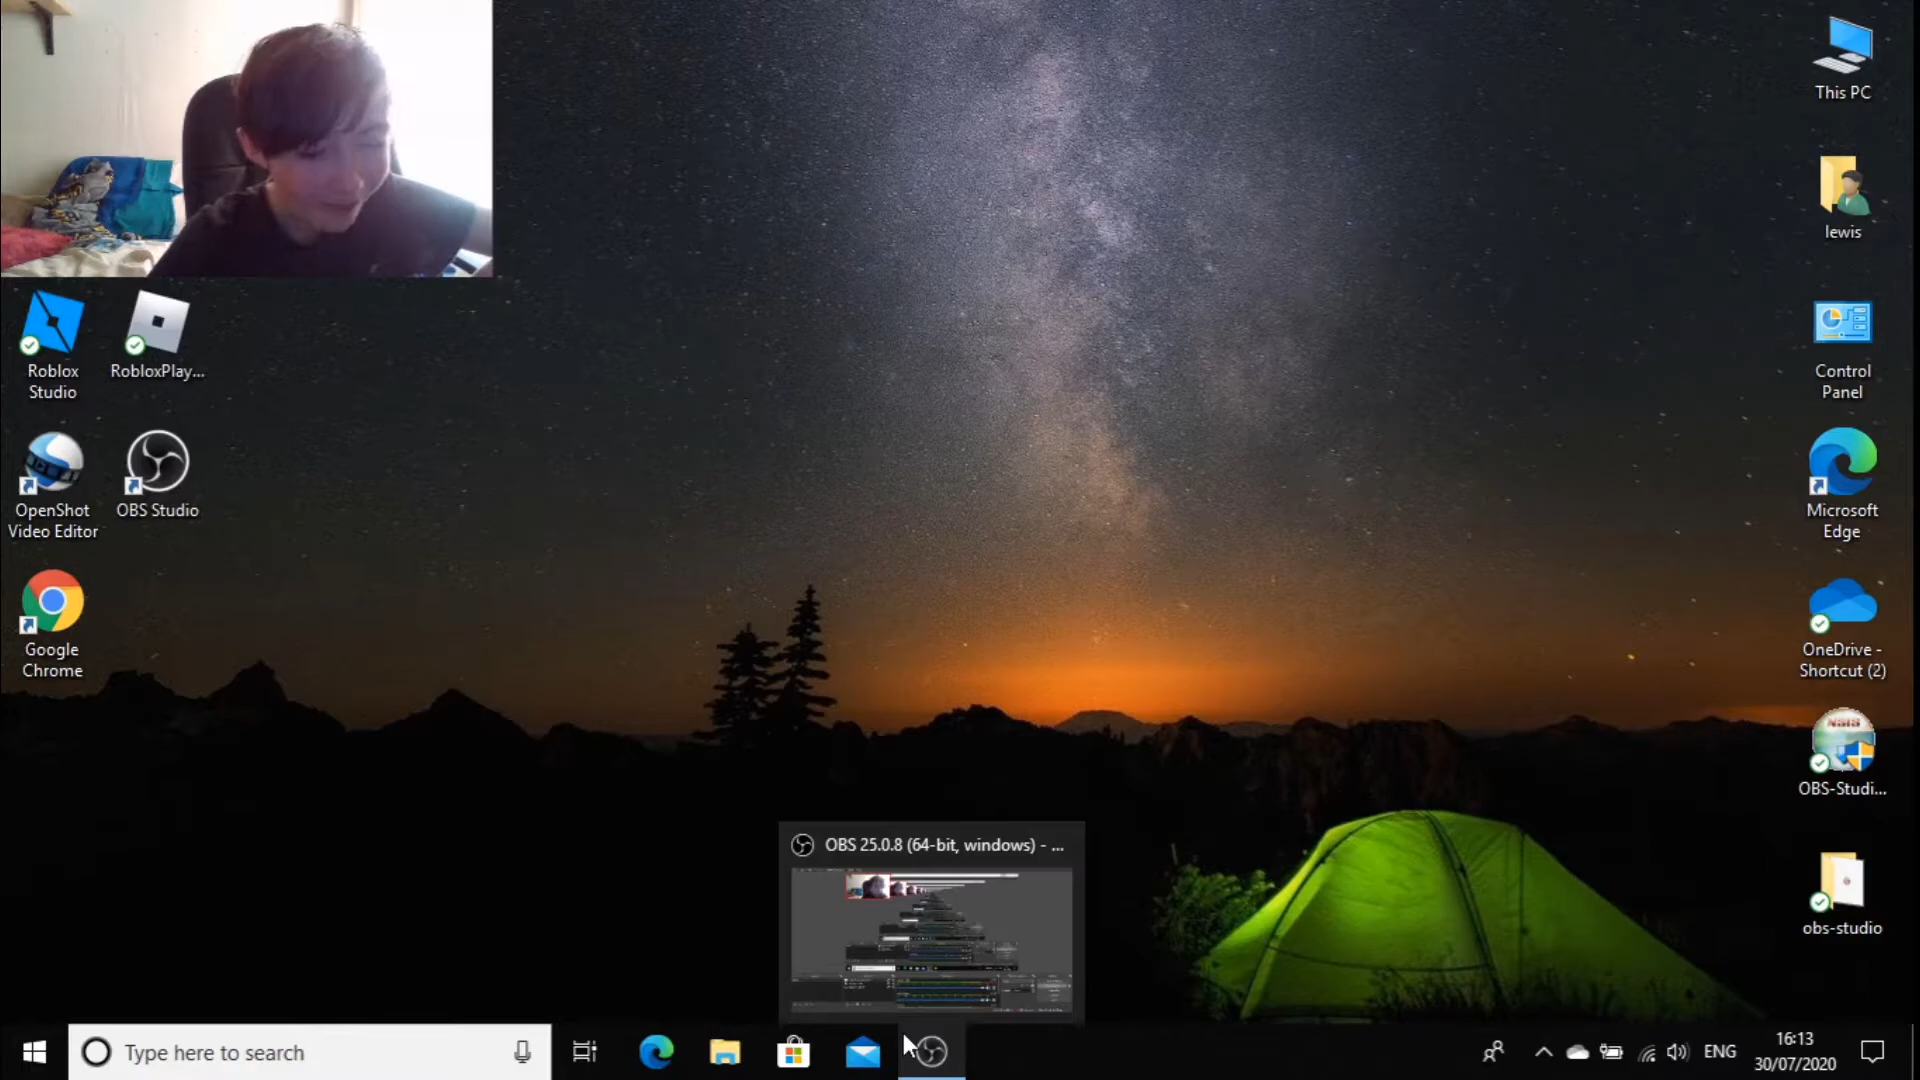 This PC
lewis
Roblox
Studio
RobloxPlay...
Control
Panel
OpenShot
Video Editor
OBS Studio
Microsoft
Edge
Google
Chrome
OneDrive -
Shortcut (2)
NSIS
OBS-Studi...
OBS 25.0.8 (64-bit, windows) - ...
obs-studio
Type here to search
ENG
16:13
30/07/2020